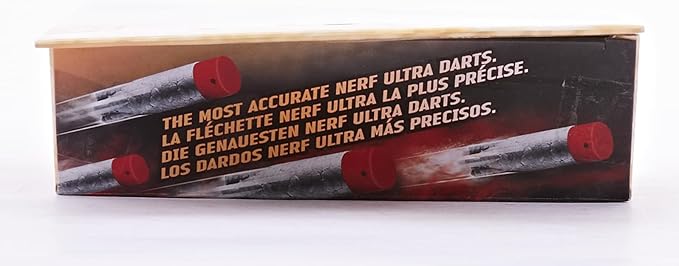 THE MOST ACCURATE NERF ULTRA DARTS.
LA FLÉCHETTE NERF ULTRA LA PLUS PRÉCISE.
DIE GENAUESTEN NERF ULTRA DARTS.
LOS DARDOS NERF ULTRA MÁS PRECISOS.